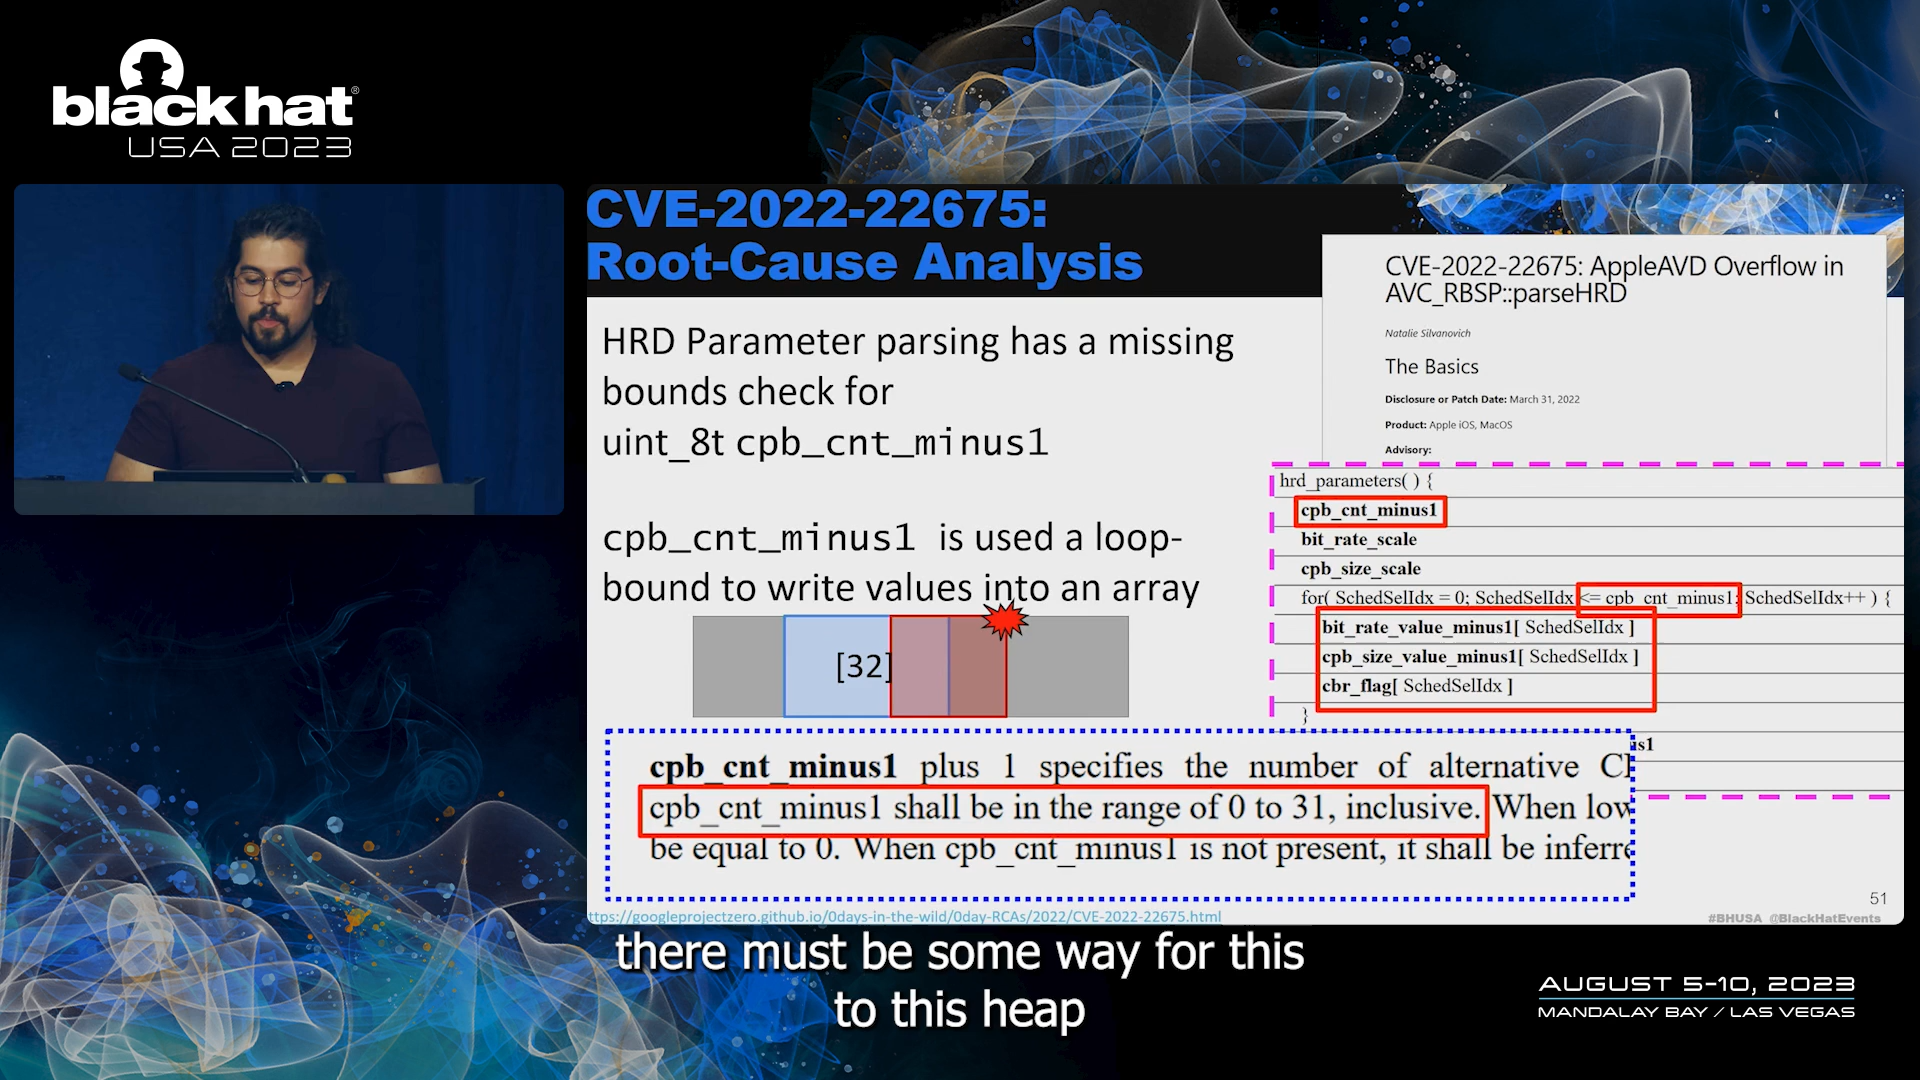 black hat®
USA 2023
CVE-2022-22675:
Root-Cause Analysis
HRD Parameter parsing has a missing
bounds check for
uint_8t cpb_cnt_minus1
cpb_cnt_minus1 is used a loop-
bound to write values into an array
[32]
CVE-2022-22675: AppleAVD Overflow in
AVC_RBSP::parseHRD
Natalie Silvanovich
The Basics
Disclosure or Patch Date: March 31, 2022
Product: Apple iOS, MacOS
Advisory:
hrd_parameters( ) {
cpb_cnt_minus1
bit_rate_scale
cpb_size_scale
for( SchedSelIdx = 0; SchedSelIdx <= cpb_cnt_minus1; SchedSelIdx++ ) {
bit_rate_value_minus1[ SchedSelIdx ]
cpb_size_value_minus1[ SchedSelIdx ]
cbr_flag[ SchedSelIdx ]
}
cpb_cnt_minus1 plus 1 specifies the number of alternative
cpb_cnt_minus1 shall be in the range of 0 to 31, inclusive. When low
be equal to 0. When cpb_cnt_minus1 is not present, it shall be inferre
51
ttps://googleprojectzero.github.io/0days-in-the-wild/0day-RCAs/2022/CVE-2022-22675.html
#BHUSA @BlackHatEvents
there must be some way for this
to this heap
AUGUST 5-10, 2023
MANDALAY BAY / LAS VEGAS